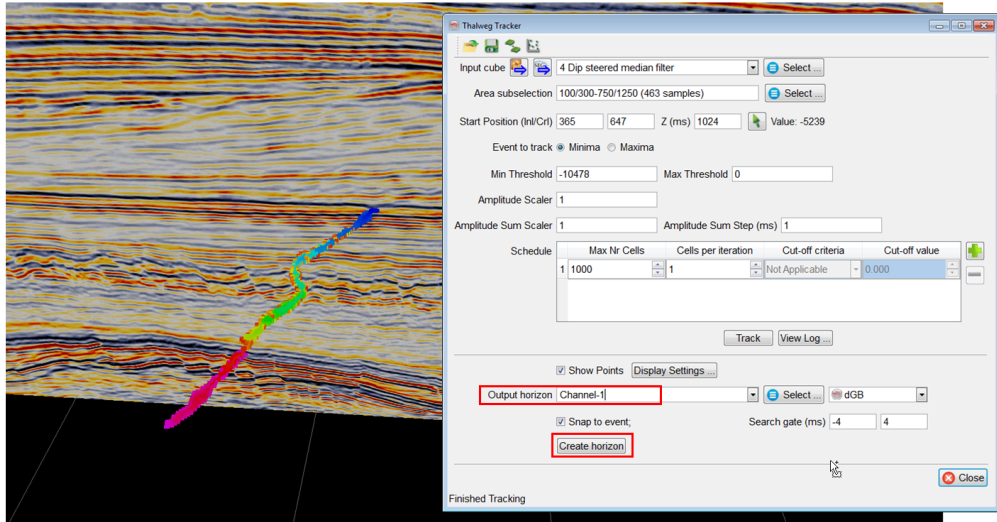 Thalweg Tracker
Input cube 4 Dip steered median filter Select ...
Area subselection 100/300-750/1250 (463 samples) Select ...
Start Position (Inl/Crl) 365 647 Z (ms) 1024 Value: -5239
Event to track Minima Maxima
Min Threshold -10478 Max Threshold 0
Amplitude Scaler 1
Amplitude Sum Scaler 1 Amplitude Sum Step (ms) 1
Schedule Max Nr Cells Cells per iteration Cut-off criteria Cut-off value
1 1000 1 Not Applicable 0.000
Track View Log ...
Show Points Display Settings ...
Output horizon Channel-1 Select ... dGB
Snap to event; Search gate (ms) -4 4
Create horizon
Close
Finished Tracking